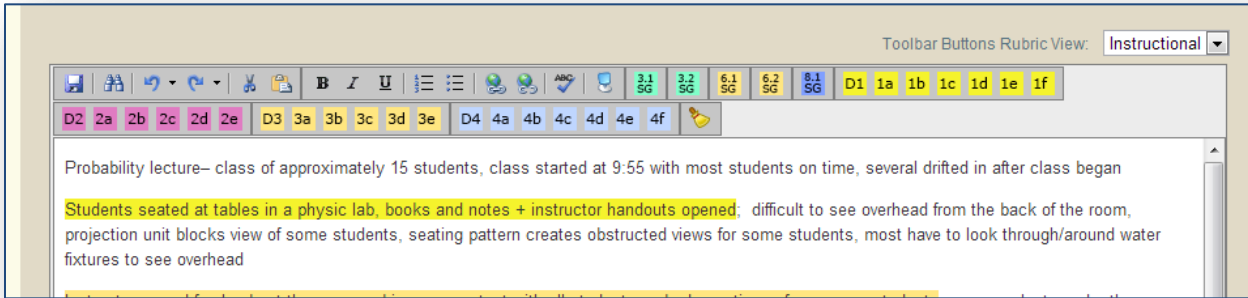 Toolbar Buttons Rubric View: Instructional
B I U ABC 3.1 SG 3.2 SG 6.1 SG 6.2 SG 8.1 SG D1 1a 1b 1c 1d 1e 1f
D2 2a 2b 2c 2d 2e D3 3a 3b 3c 3d 3e D4 4a 4b 4c 4d 4e 4f
Probability lecture– class of approximately 15 students, class started at 9:55 with most students on time, several drifted in after class began
Students seated at tables in a physic lab, books and notes + instructor handouts opened; difficult to see overhead from the back of the room,
projection unit blocks view of some students, seating pattern creates obstructed views for some students, most have to look through/around water
fixtures to see overhead